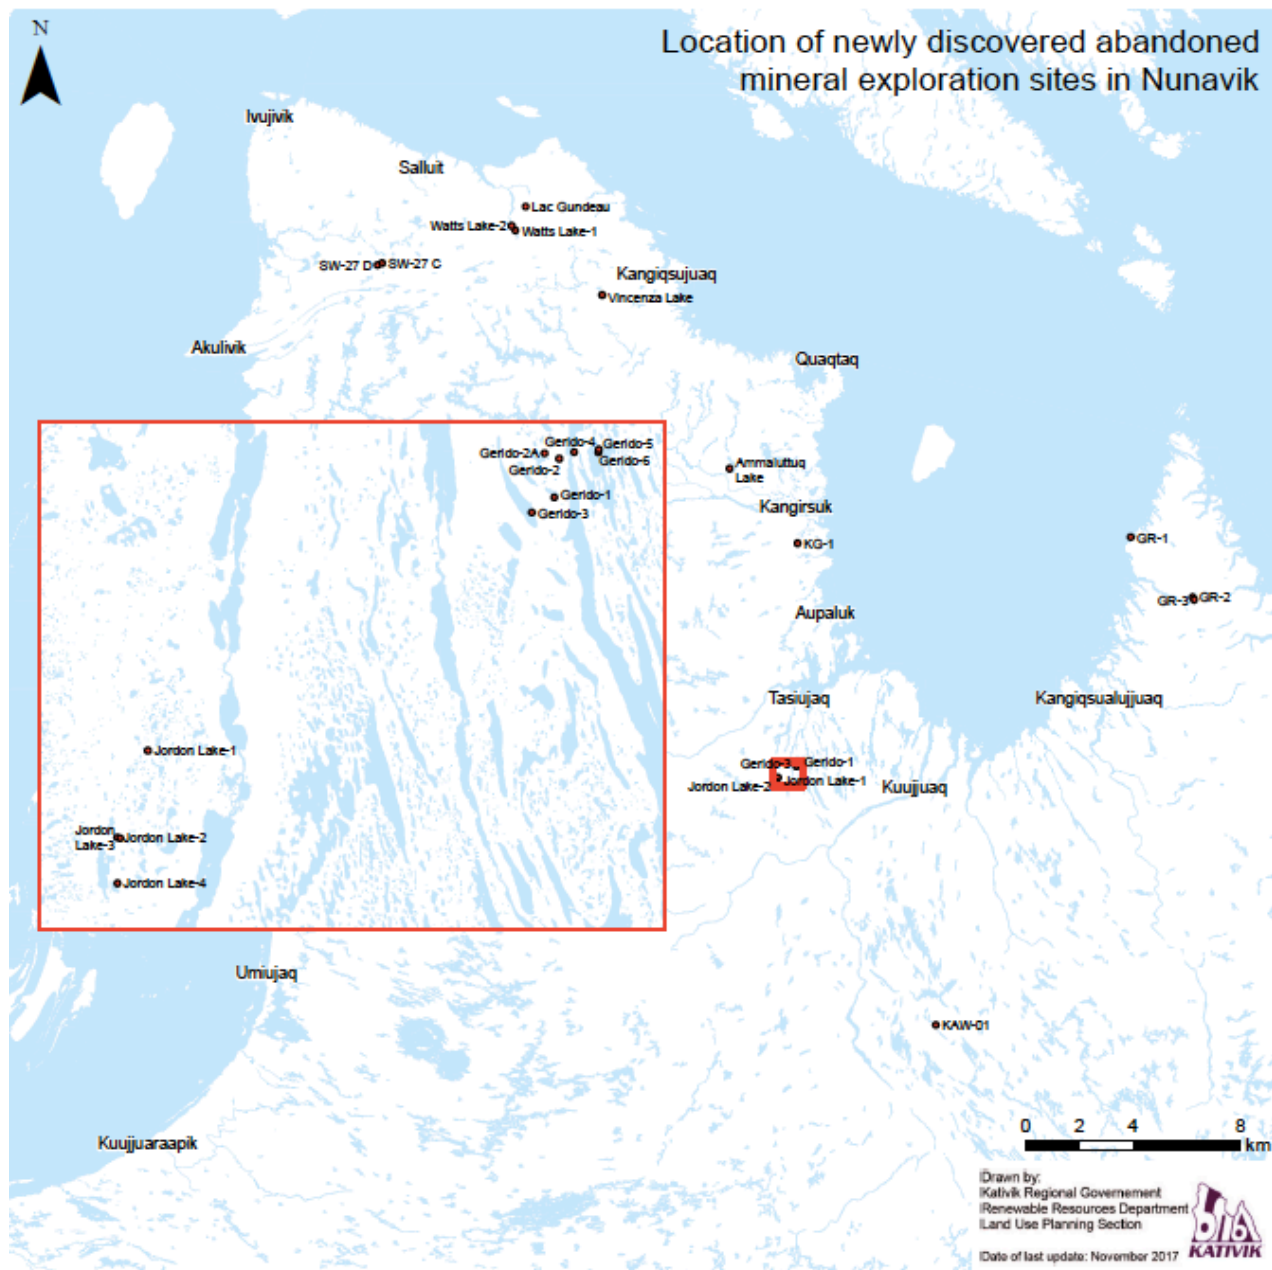 N
Location of newly discovered abandoned
mineral exploration sites in Nunavik
Ivujivik
Salluit
Lac Gundeau
Watts Lake-2
Watts Lake-1
SW-27 D
SW-27 C
Kangiqsujuaq
Vincenza Lake
Akulivik
Quaqtaq
Gerido-4
Gerido-5
Gerido-2A
Gerido-6
Gerido-2
Ammaluttuq
Lake
Gerido-1
Kangirsuk
Gerido-3
KG-1
GR-1
GR-3
GR-2
Aupaluk
Tasiujaq
Kangiqsualujjuaq
Jordon Lake-1
Gerido-3
Gerido-1
Jordon Lake-2
Jordon Lake-1
Kuujjuaq
Jordon
Lake-3
Jordon Lake-2
Jordon Lake-4
Umiujaq
KAW-01
Kuujjuaraapik
0 2 4 8
km
Drawn by:
Kativik Regional Governement
Renewable Resources Department
Land Use Planning Section
Date of last update: November 2017
KATIVIK